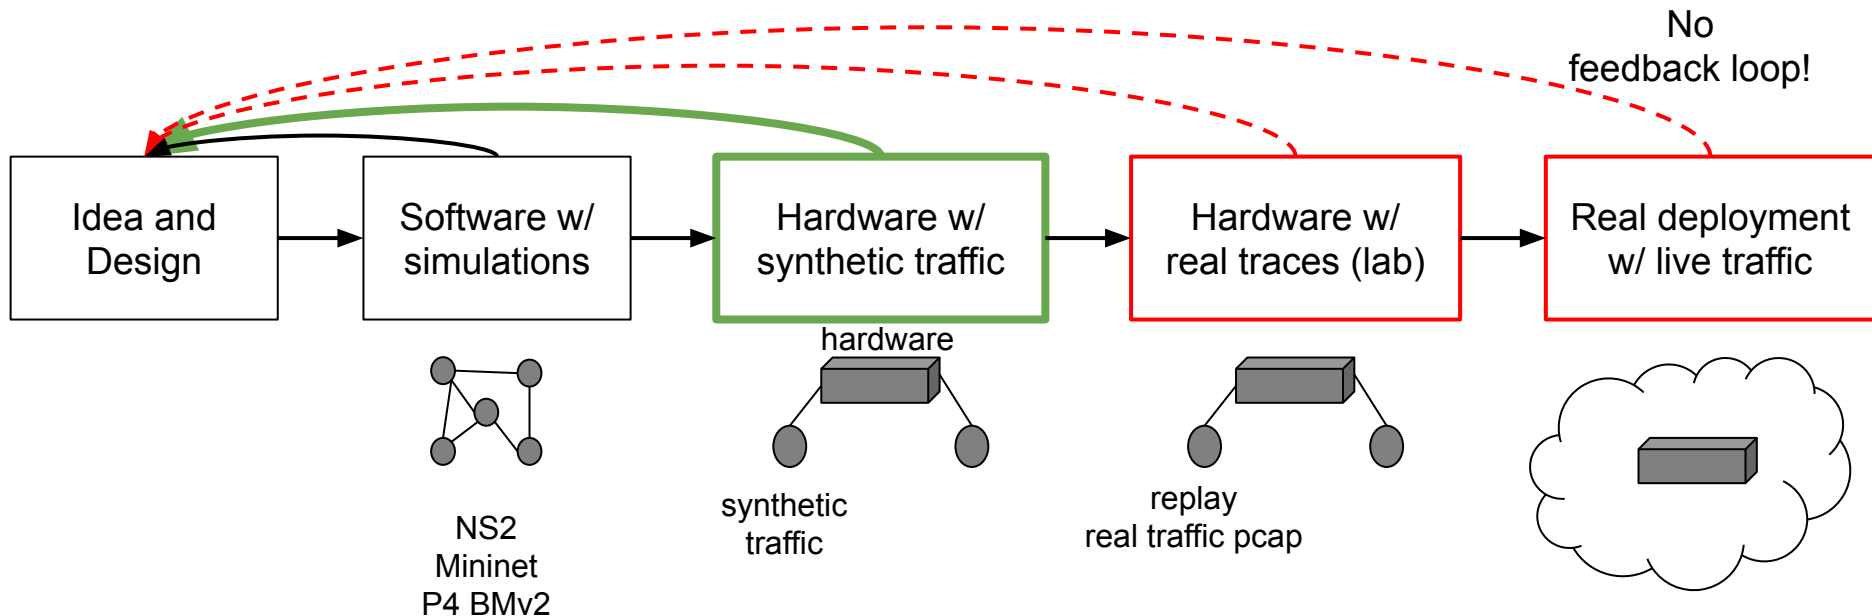 No
feedback loop!
Idea and
Design
Software w/
simulations
Hardware w/
synthetic traffic
Hardware w/
real traces (lab)
Real deployment
w/ live traffic
hardware
synthetic
traffic
replay
real traffic pcap
NS2
Mininet
P4 BMv2